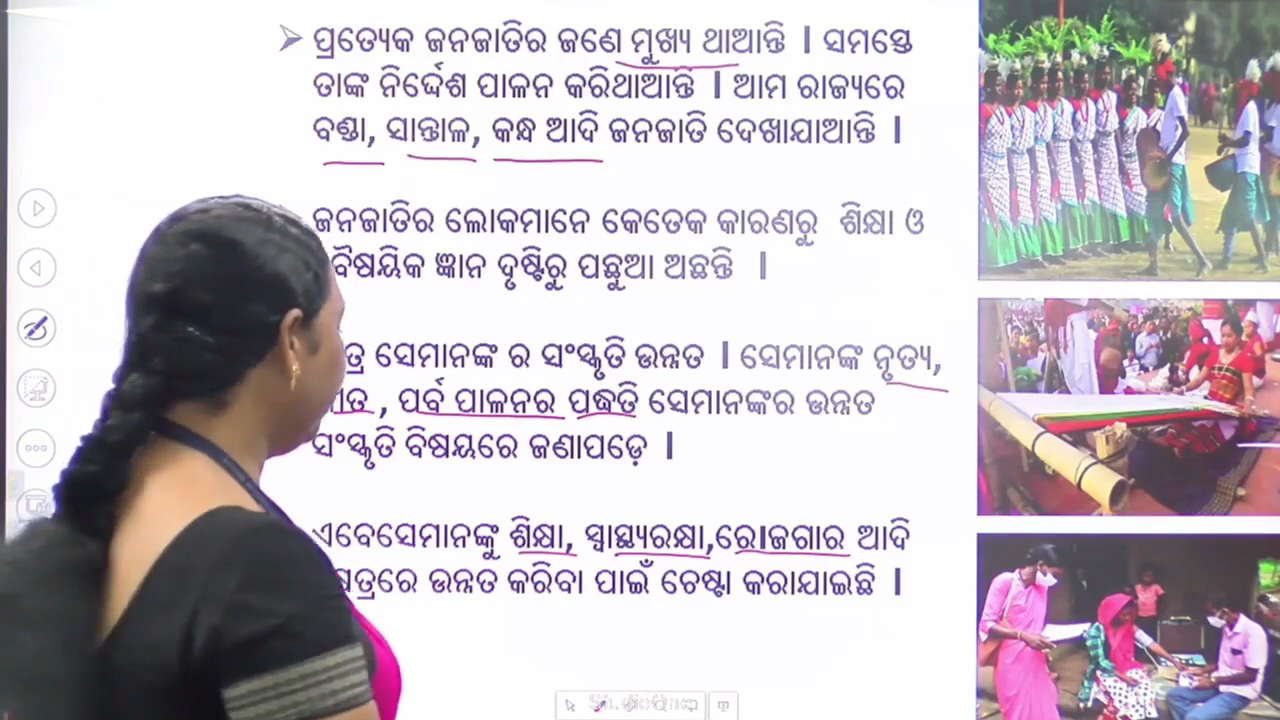 ପ୍ରତ୍ୟେକ ଜନଜାତିର ଜଣେ ମୁଖ୍ୟ ଥାଆନ୍ତି । ସମସ୍ତେ
ତାଙ୍କ ନିର୍ଦ୍ଦେଶ ପାଳନ କରିଥାଆନ୍ତି । ଆମ ରାଜ୍ୟରେ
ବଣ୍ଡା, ସାନ୍ତାଳ, କନ୍ଧ ଆଦି ଜନଜାତି ଦେଖାଯାଆନ୍ତି ।
ଜନଜାତିର ଲୋକମାନେ କେତେକ କାରଣରୁ ଶିକ୍ଷା ଓ
ବୈଷୟିକ ଜ୍ଞାନ ଦୃଷ୍ଟିରୁ ପଛୁଆ ଅଛନ୍ତି ।
ସେମାନଙ୍କ ର ସଂସ୍କୃତି ଉନ୍ନତ । ସେମାନଙ୍କ ନୃତ୍ୟ,
, ପର୍ବ ପାଳନର ପଦ୍ଧତି ସେମାନଙ୍କର ଉନ୍ନତ
ସଂସ୍କୃତି ବିଷୟରେ ଜଣାପଡ଼େ ।
ଏବେସେମାନଙ୍କୁ ଶିକ୍ଷା, ସ୍ୱାସ୍ଥ୍ୟରକ୍ଷା,ରୋଜଗାର ଆଦି
ଉନ୍ନତ କରିବା ପାଇଁ ଚେଷ୍ଟା କରାଯାଇଛି ।